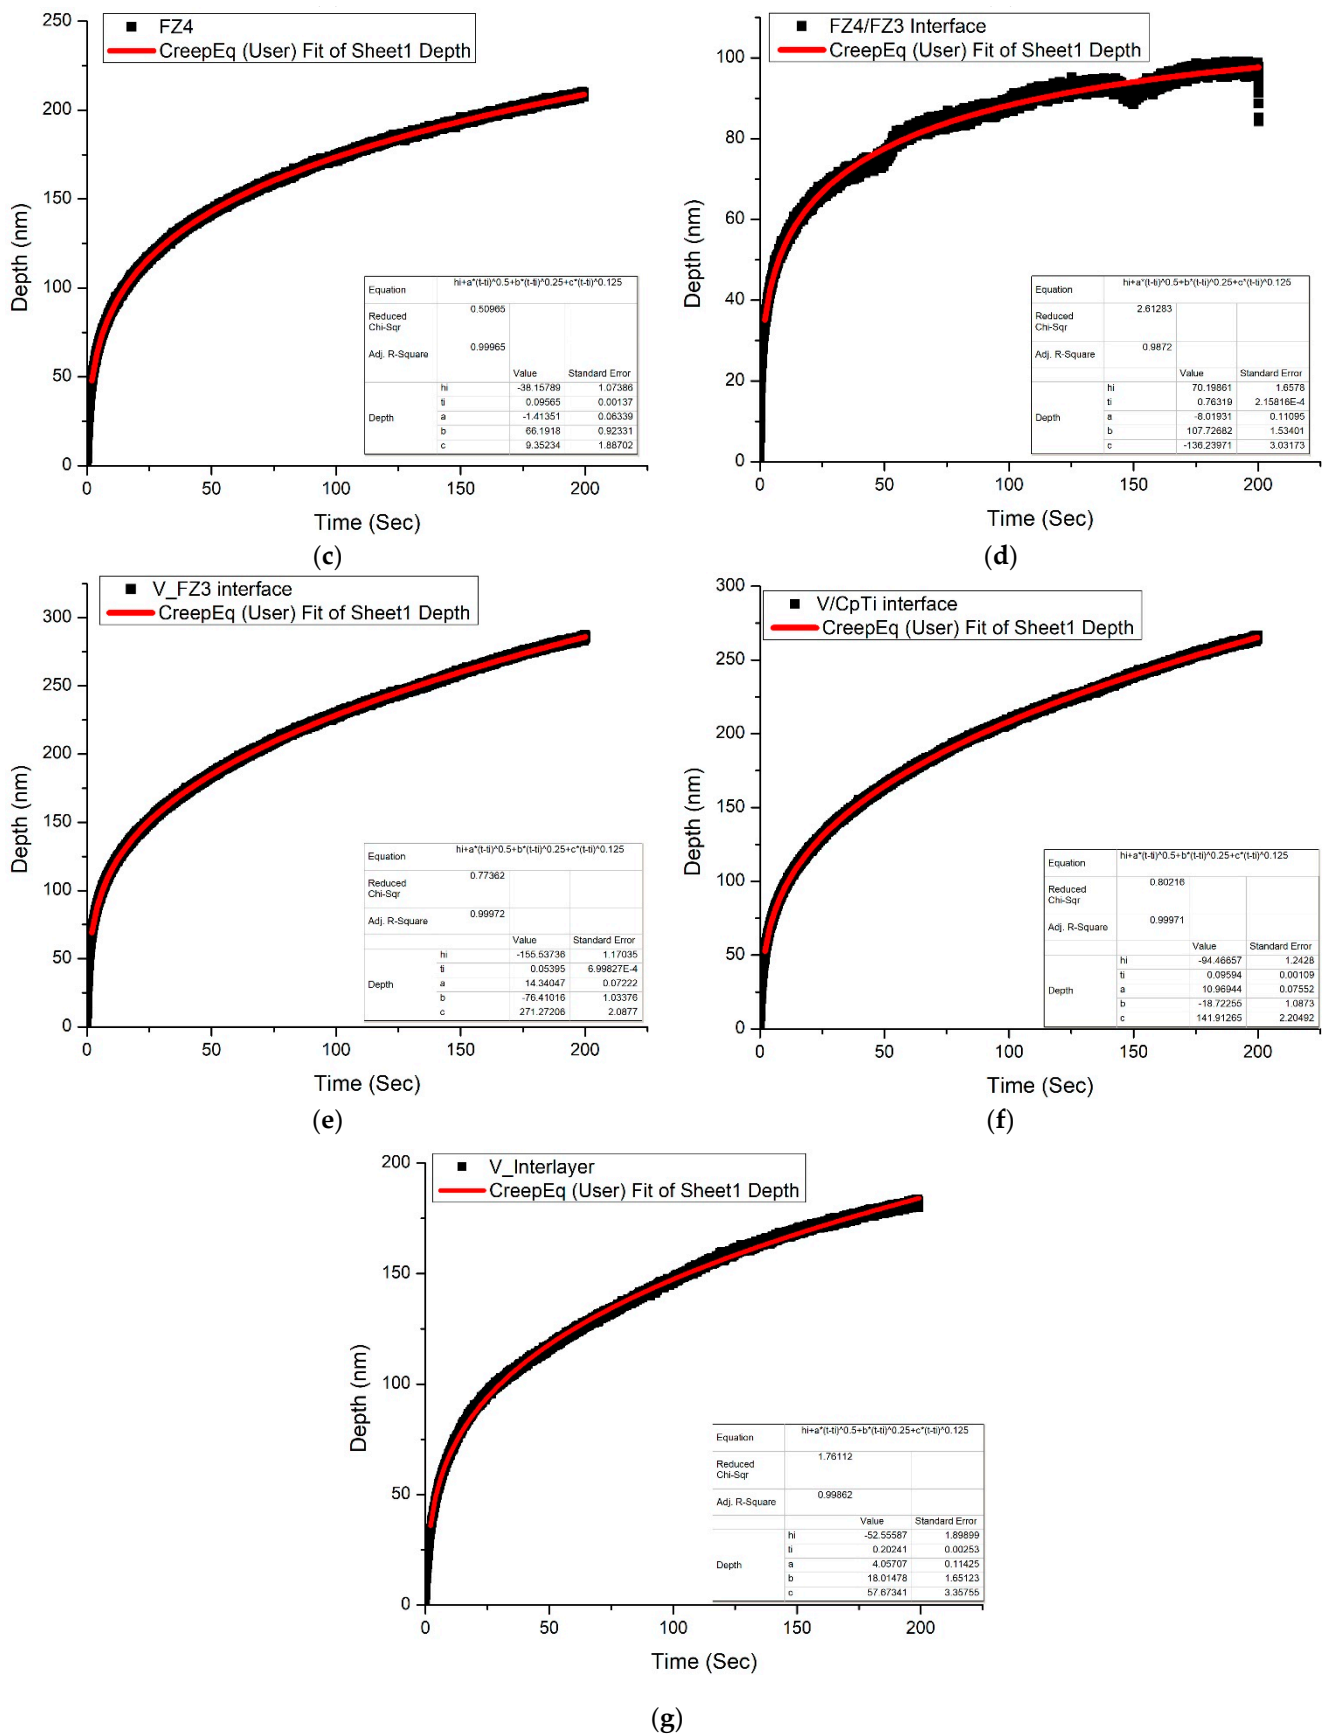 FZ4
CreepEq (User) Fit of Sheet1 Depth
250
200
150
100
50
0
Depth (nm)
0 50 100 150 200
Time (Sec)
Equation hi+a*(t-ti)^0.5+b*(t-ti)^0.25+c*(t-ti)^0.125
Reduced Chi-Sqr 0.50965
Adj. R-Square 0.99965
Value Standard Error
Depth
hi -38.15789 1.07386
ti 0.09565 0.00137
a -1.41351 0.06339
b 66.1918 0.92331
c 9.35234 1.88702
(c)
FZ4/FZ3 Interface
CreepEq (User) Fit of Sheet1 Depth
100
80
60
40
20
0
Depth (nm)
0 50 100 150 200
Time (Sec)
Equation hi+a*(t-ti)^0.5+b*(t-ti)^0.25+c*(t-ti)^0.125
Reduced Chi-Sqr 2.61283
Adj. R-Square 0.9872
Value Standard Error
Depth
hi 70.19861 1.6578
ti 0.76319 2.15816E-4
a -8.01931 0.11095
b 107.72682 1.53401
c -136.23971 3.03173
(d)
V_FZ3 interface
CreepEq (User) Fit of Sheet1 Depth
300
250
200
150
100
50
0
Depth (nm)
0 50 100 150 200
Time (Sec)
Equation hi+a*(t-ti)^0.5+b*(t-ti)^0.25+c*(t-ti)^0.125
Reduced Chi-Sqr 0.77362
Adj. R-Square 0.99972
Value Standard Error
Depth
hi -155.53736 1.17035
ti 0.05395 6.99827E-4
a 14.34047 0.07222
b -76.41016 1.03376
c 271.27206 2.0877
(e)
V/CpTi interface
CreepEq (User) Fit of Sheet1 Depth
300
250
200
150
100
50
0
Depth (nm)
0 50 100 150 200
Time (Sec)
Equation hi+a*(t-ti)^0.5+b*(t-ti)^0.25+c*(t-ti)^0.125
Reduced Chi-Sqr 0.80216
Adj. R-Square 0.99971
Value Standard Error
Depth
hi -94.46657 1.2428
ti 0.09594 0.00109
a 10.96944 0.07552
b -18.72255 1.0873
c 141.91265 2.20492
(f)
V_Interlayer
CreepEq (User) Fit of Sheet1 Depth
200
150
100
50
0
Depth (nm)
0 50 100 150 200
Time (Sec)
Equation hi+a*(t-ti)^0.5+b*(t-ti)^0.25+c*(t-ti)^0.125
Reduced Chi-Sqr 1.76112
Adj. R-Square 0.99862
Value Standard Error
Depth
hi -52.55587 1.89899
ti 0.20241 0.00253
a 4.05707 0.11425
b 18.01478 1.65123
c 57.67341 3.35755
(g)